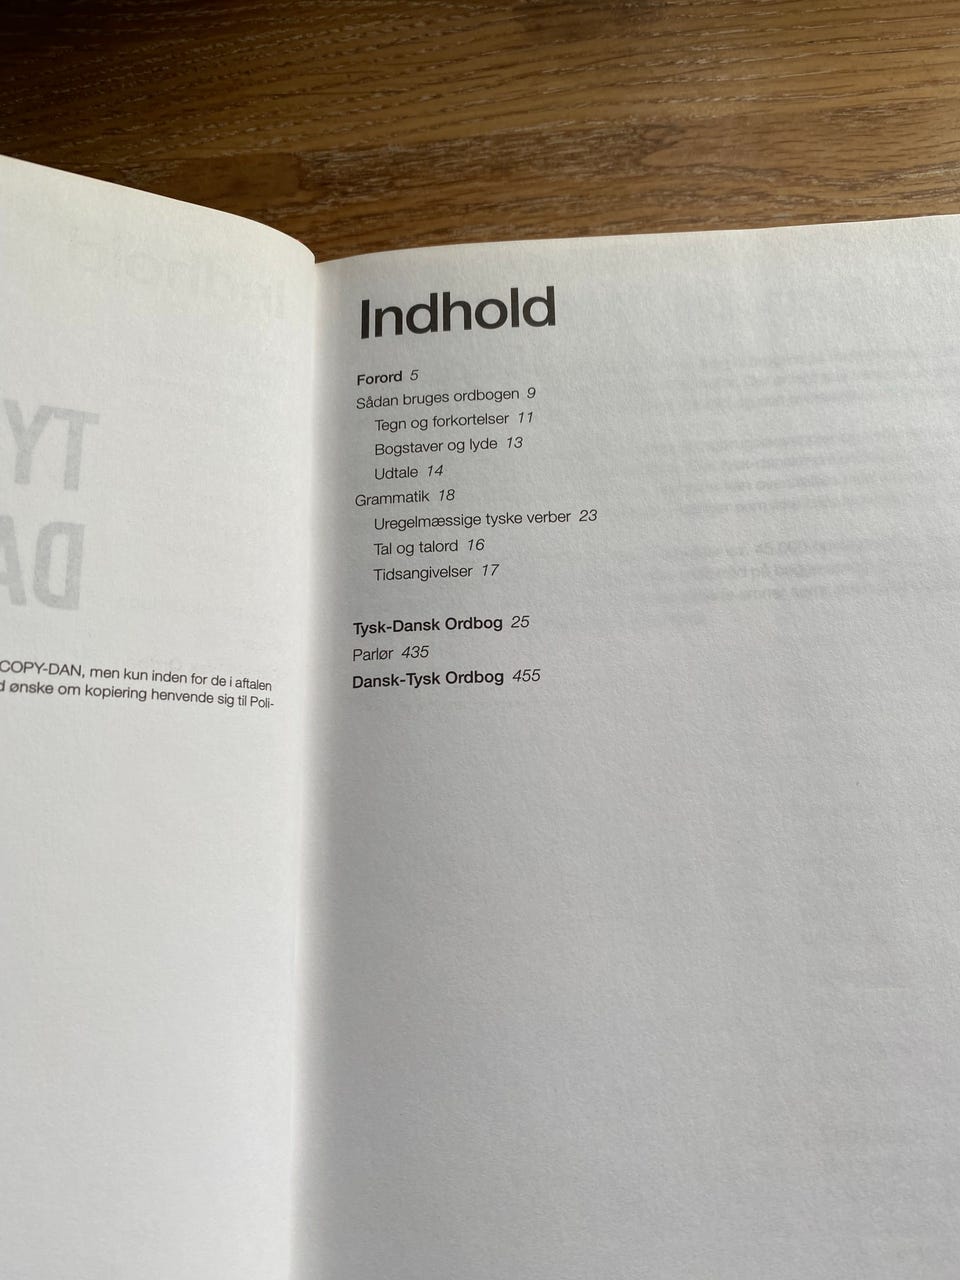 COPY-DAN, men kun inden for de i aftalen
ønske om kopiering henvende sig til Poli-
Indhold
Forord 5
Sådan bruges ordbogen 9
Tegn og forkortelser 11
Bogstaver og lyde 13
Udtale 14
Grammatik 18
Uregelmæssige tyske verber 23
Tal og talord 16
Tidsangivelser 17
Tysk-Dansk Ordbog 25
Parlør 435
Dansk-Tysk Ordbog 455